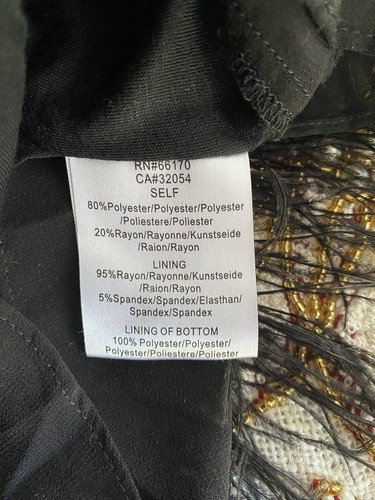 RN#66170
CA#32054
SELF
80%Polyester/Polyester/Polyester
/Poliestere/Poliester
20%Rayon/Rayonne/Kunstseide
/Raion/Rayon
LINING
95%Rayon/Rayonne/Kunstseide
/Raion/Rayon
5%Spandex/Spandex/Elasthan/
Spandex/Spandex
LINING OF BOTTOM
100% Polyester/Polyester/
Polyester/Poliestere/Poliester